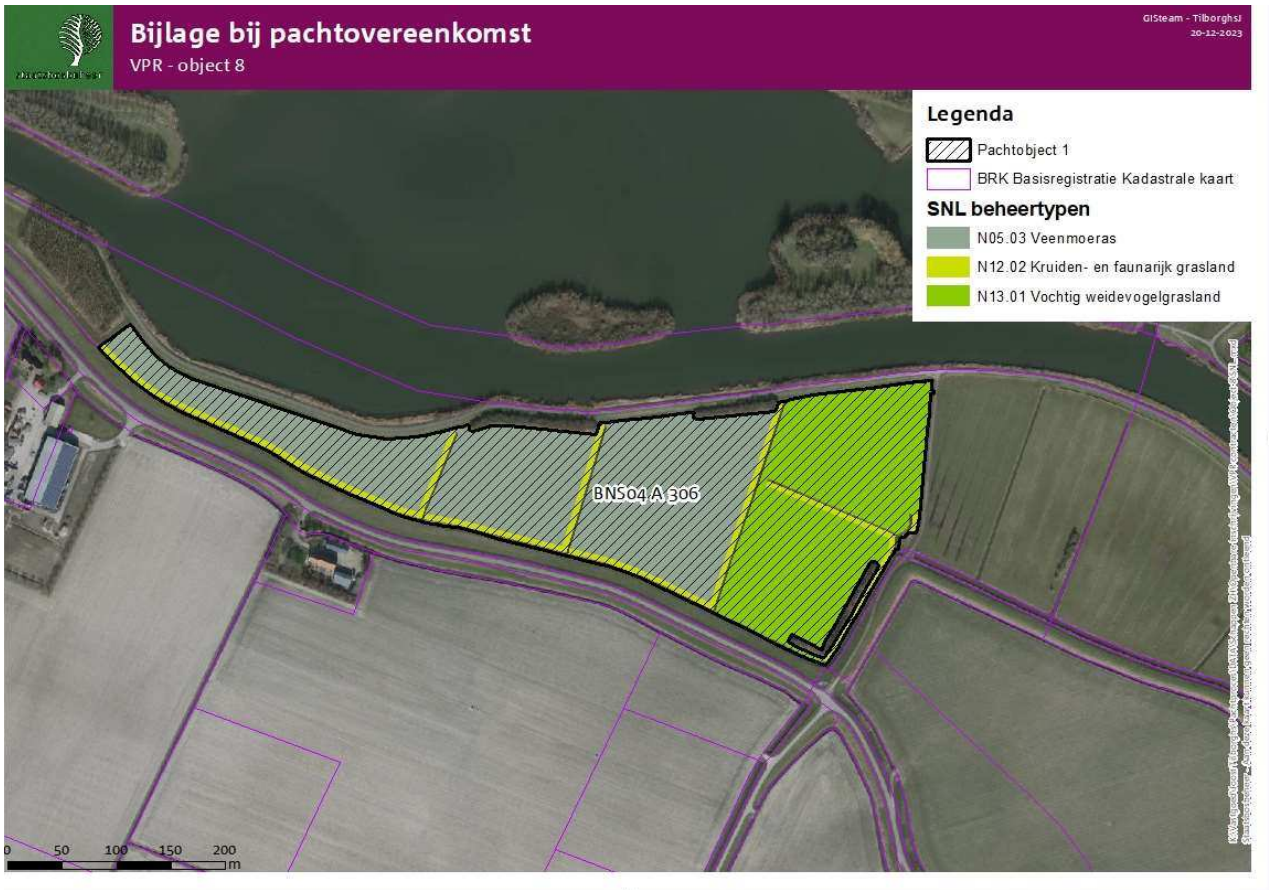 Bijlage bij pachtovereenkomst
VPR - object 8
GISteam - TilborghsJ
20-12-2023
Legenda
Pachtobject 1
BRK Basisregistratie Kadastrale kaart
SNL beheertypen
N05.03 Veenmoeras
N12.02 Kruiden- en faunarijk grasland
N13.01 Vochtig weidevogelgrasland
BNS04 A 306
0 50 100 150 200
m